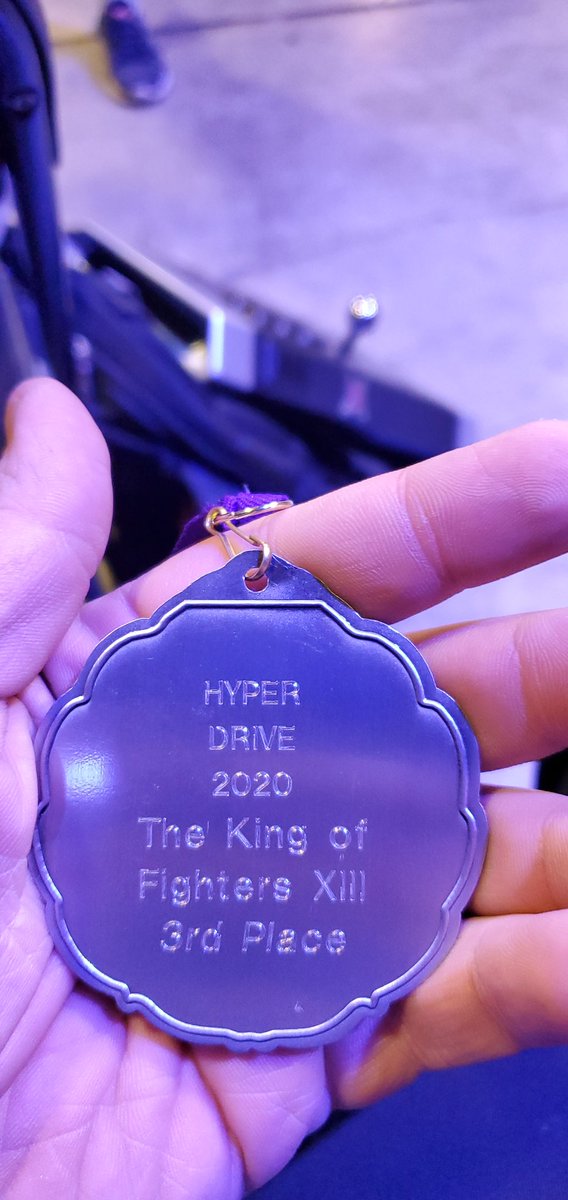 HYPER
DRiVE
2020
The King of
Fighters XIII
3rd Place